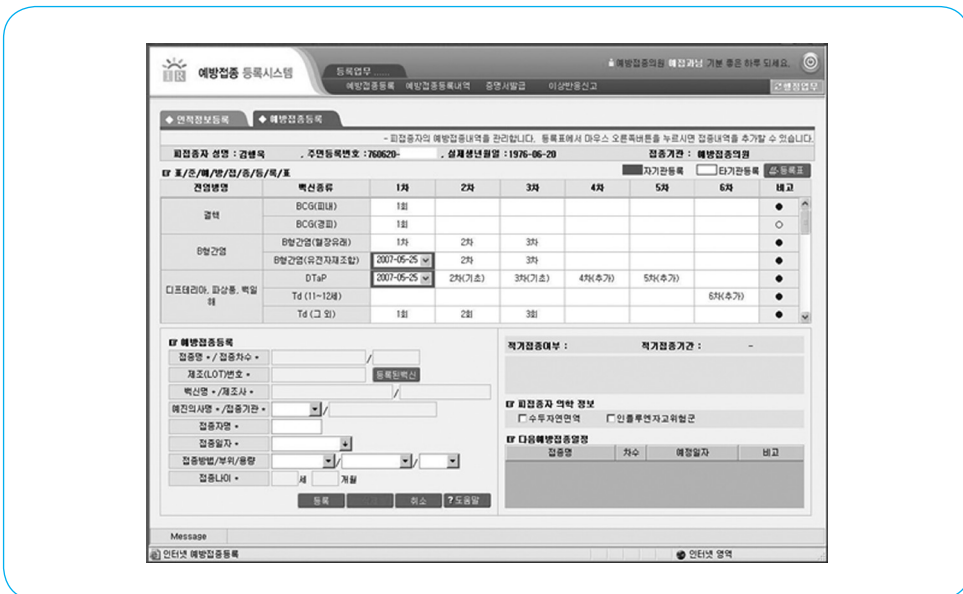 예방접종 등록시스템
등록업무......
예방접종의원 예접과님 기분 좋은 하루 되세요.
예방접종등록 예방접종등록내역 증명서발급 이상반응신고
은행정업무
◆ 인적정보등록 ◆ 예방접종등록
- 피접종자의 예방접종내역을 관리합니다. 등록표에서 마우스 오른쪽버튼을 누르시면 접종내역을 추가할 수 있습니다
피접종자 성명 : 김행옥 . 주민등록번호 :760620- . 실제생년월일 :1976-06-20 접종기관 : 예방접종의원
☞ 표/준/예/방/접/종/등/록/표 자기관등록 타기관등록 등록표
전염병명 백신종류 1차 2차 3차 4차 5차 6차 비고
결핵 BCG(피내) 1회 ●
BCG(경피) 1회 ○
B형간염 B형간염(혈장유래) 1차 2차 3차 ●
B형간염(유전자재조합) 2007-05-25 2차 3차 ●
디프테리아, 파상풍, 백일해 DTaP 2007-05-25 2차(기초) 3차(기초) 4차(추가) 5차(추가) ●
Td (11~12세) 6차(추가) ●
Td (그 외) 1회 2회 3회 ●
☞ 예방접종등록
접종명 * / 접종차수 * /
제조(LOT)번호 * 등록된백신
백신명 * /제조사 * /
예진의사명 * /접종기관 * /
접종자명 *
접종일자 *
접종방법/부위/용량 / /
접종나이 * 세 개월
등록 취소 ? 도움말
적기접종여부 : 적기접종기간 : -
☞ 피접종자 의학 정보
수두자연면역 인플루엔자고위험군
☞ 다음예방접종일정
접종명 차수 예정일자 비고
Message
인터넷 예방접종등록 인터넷 영역